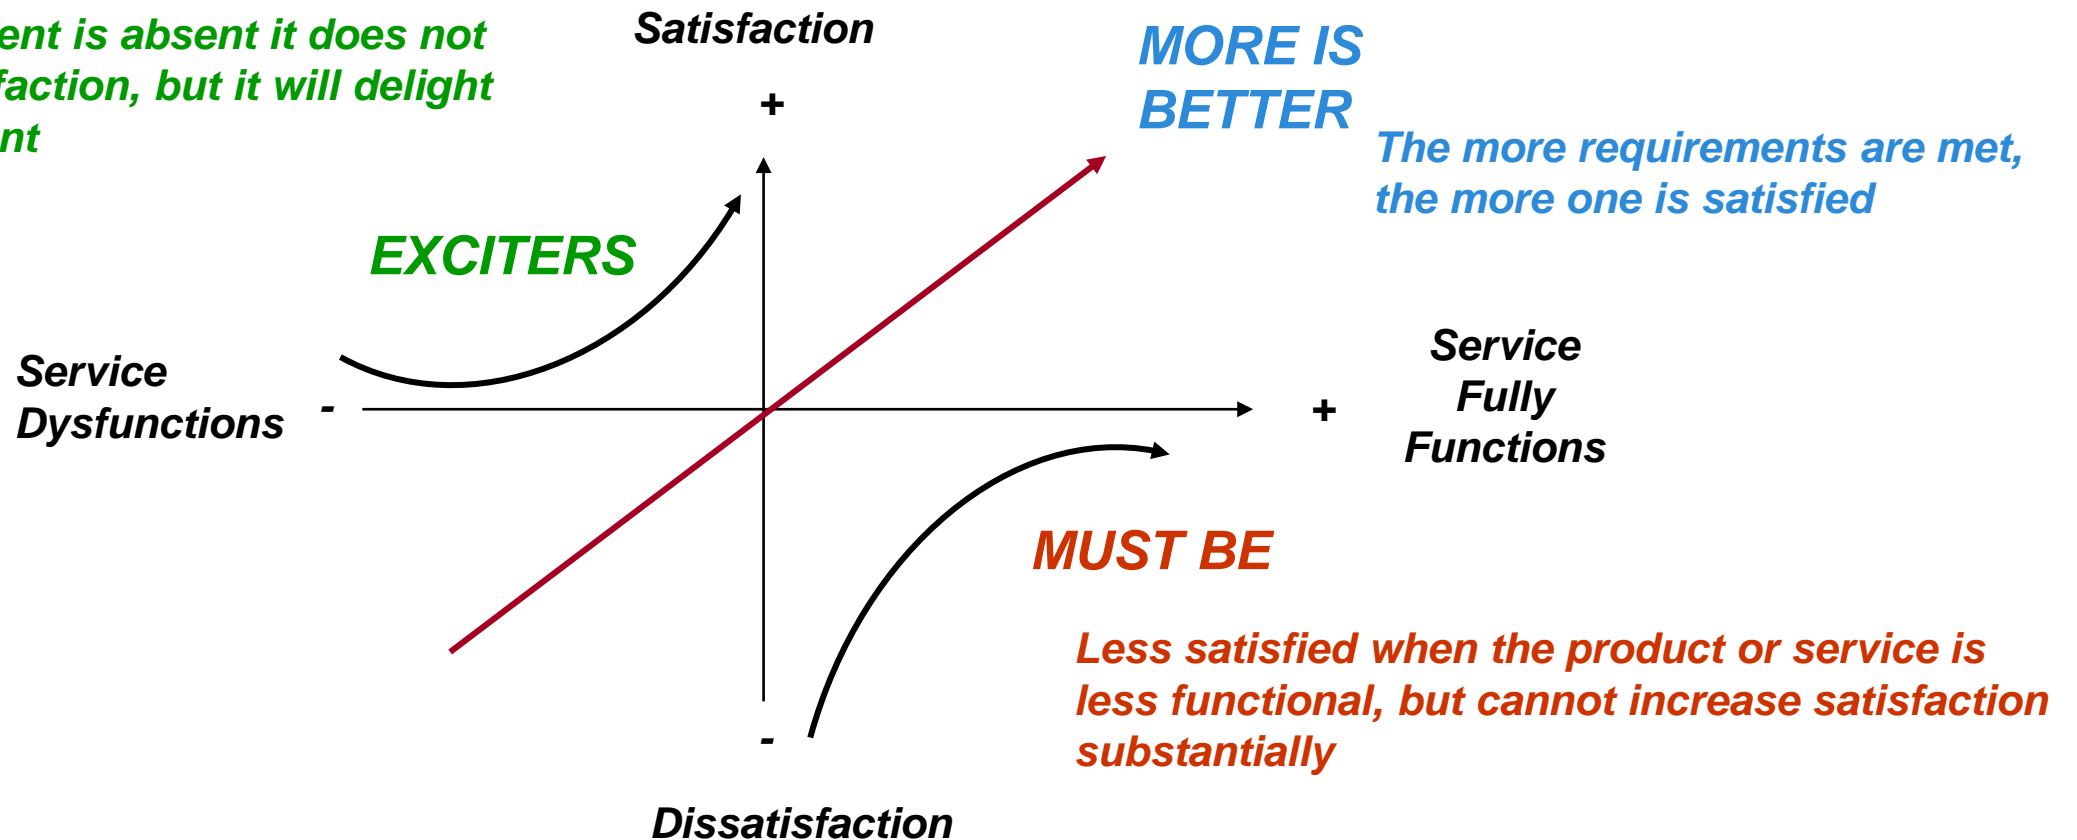 ent is absent it does not
faction, but it will delight
nt
Satisfaction
+
MORE IS
BETTER
The more requirements are met,
the more one is satisfied
EXCITERS
Service
Dysfunctions
-
+
Service
Fully
Functions
MUST BE
Less satisfied when the product or service is
less functional, but cannot increase satisfaction
substantially
-
Dissatisfaction